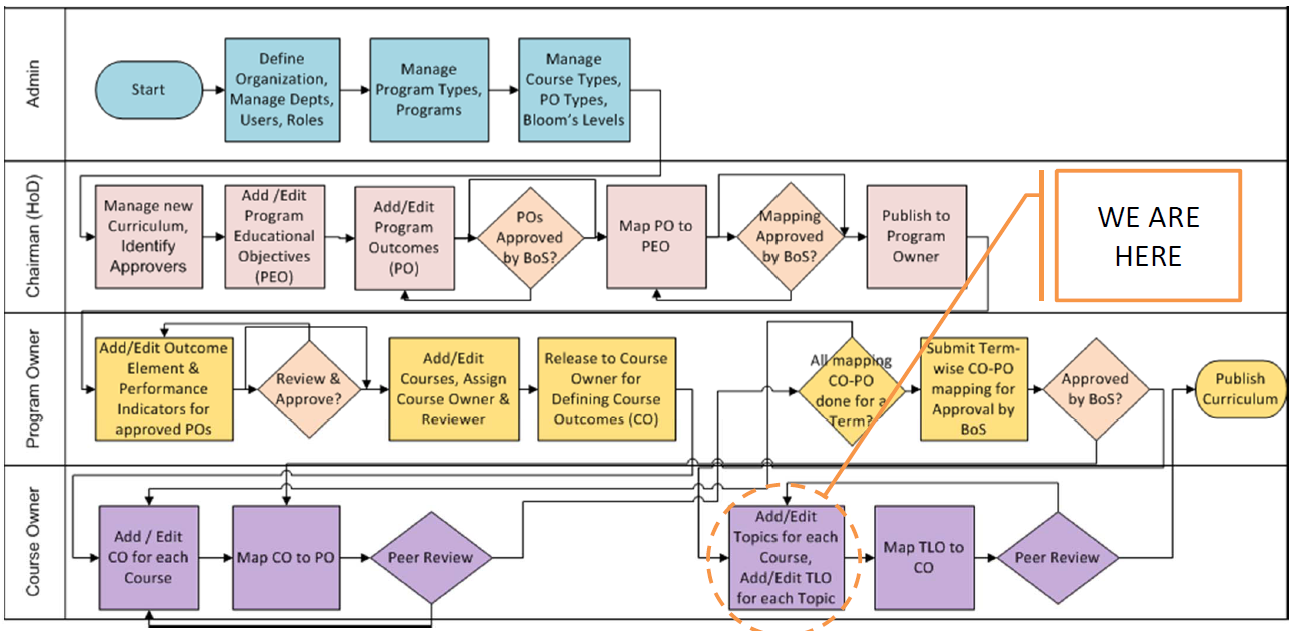 Admin
Start
Define
Organization,
Manage Depts,
Users, Roles
Manage
Program Types,
Programs
Manage
Course Types,
PO Types,
Bloom's Levels
Chairman (HoD)
Manage new
Curriculum,
Identify
Approvers
Add /Edit
Program
Educational
Objectives
(PEO)
Add/Edit
Program
Outcomes
(PO)
POs
Approved
by BoS?
Map PO to
PEO
Mapping
Approved
by BoS?
Publish to
Program
Owner
WE ARE
HERE
Program Owner
Add/Edit Outcome
Element &
Performance
Indicators for
approved POs
Review &
Approve?
Add/Edit
Courses, Assign
Course Owner &
Reviewer
Release to Course
Owner for
Defining Course
Outcomes (CO)
All mapping
CO-PO
done for a
Term?
Submit Term-
wise CO-PO
mapping for
Approval by
BoS
Approved
by BoS?
Publish
Curriculum
Course Owner
Add / Edit
CO for each
Course
Map CO to PO
Peer Review
Add/Edit
Topics for each
Course,
Add/Edit TLO
for each Topic
Map TLO to
CO
Peer Review